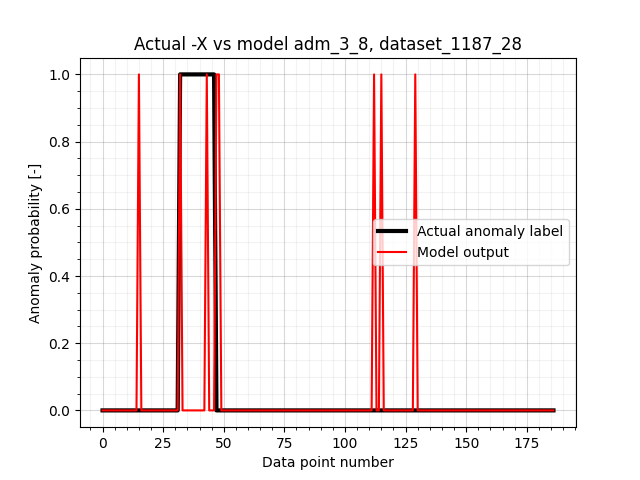 Actual -X vs model adm_3_8, dataset_1187_28
1.0
0.8
0.6
0.4
0.2
0.0
Anomaly probability [-]
Actual anomaly label
Model output
0 25 50 75 100 125 150 175
Data point number